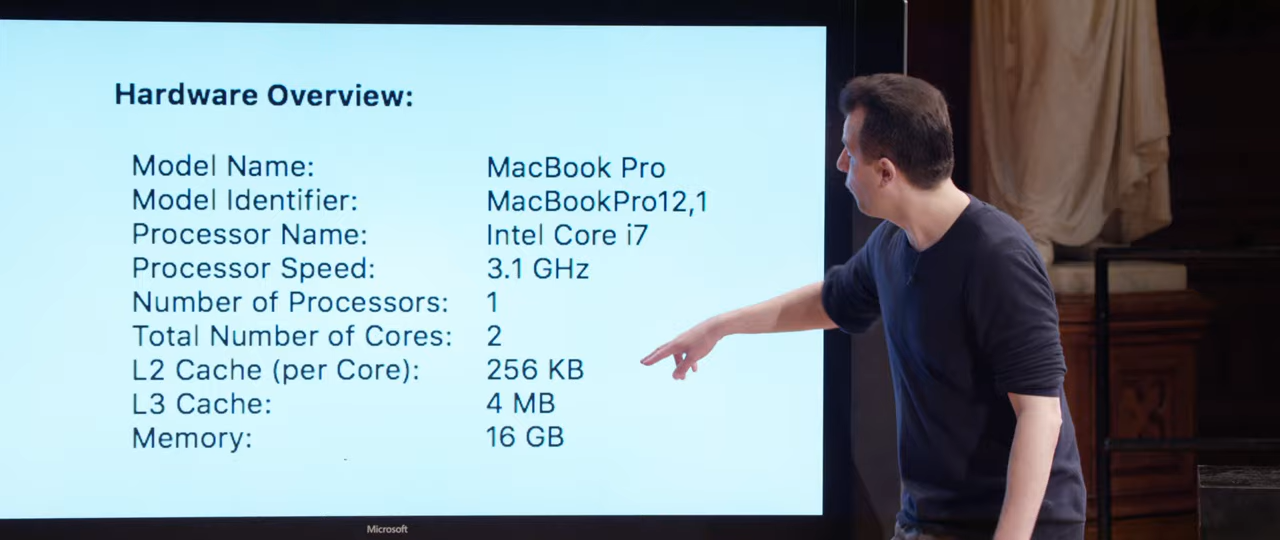 Hardware Overview:
Model Name: MacBook Pro
Model Identifier: MacBookPro12,1
Processor Name: Intel Core i7
Processor Speed: 3.1 GHz
Number of Processors: 1
Total Number of Cores: 2
L2 Cache (per Core): 256 KB
L3 Cache: 4 MB
Memory: 16 GB
Microsoft